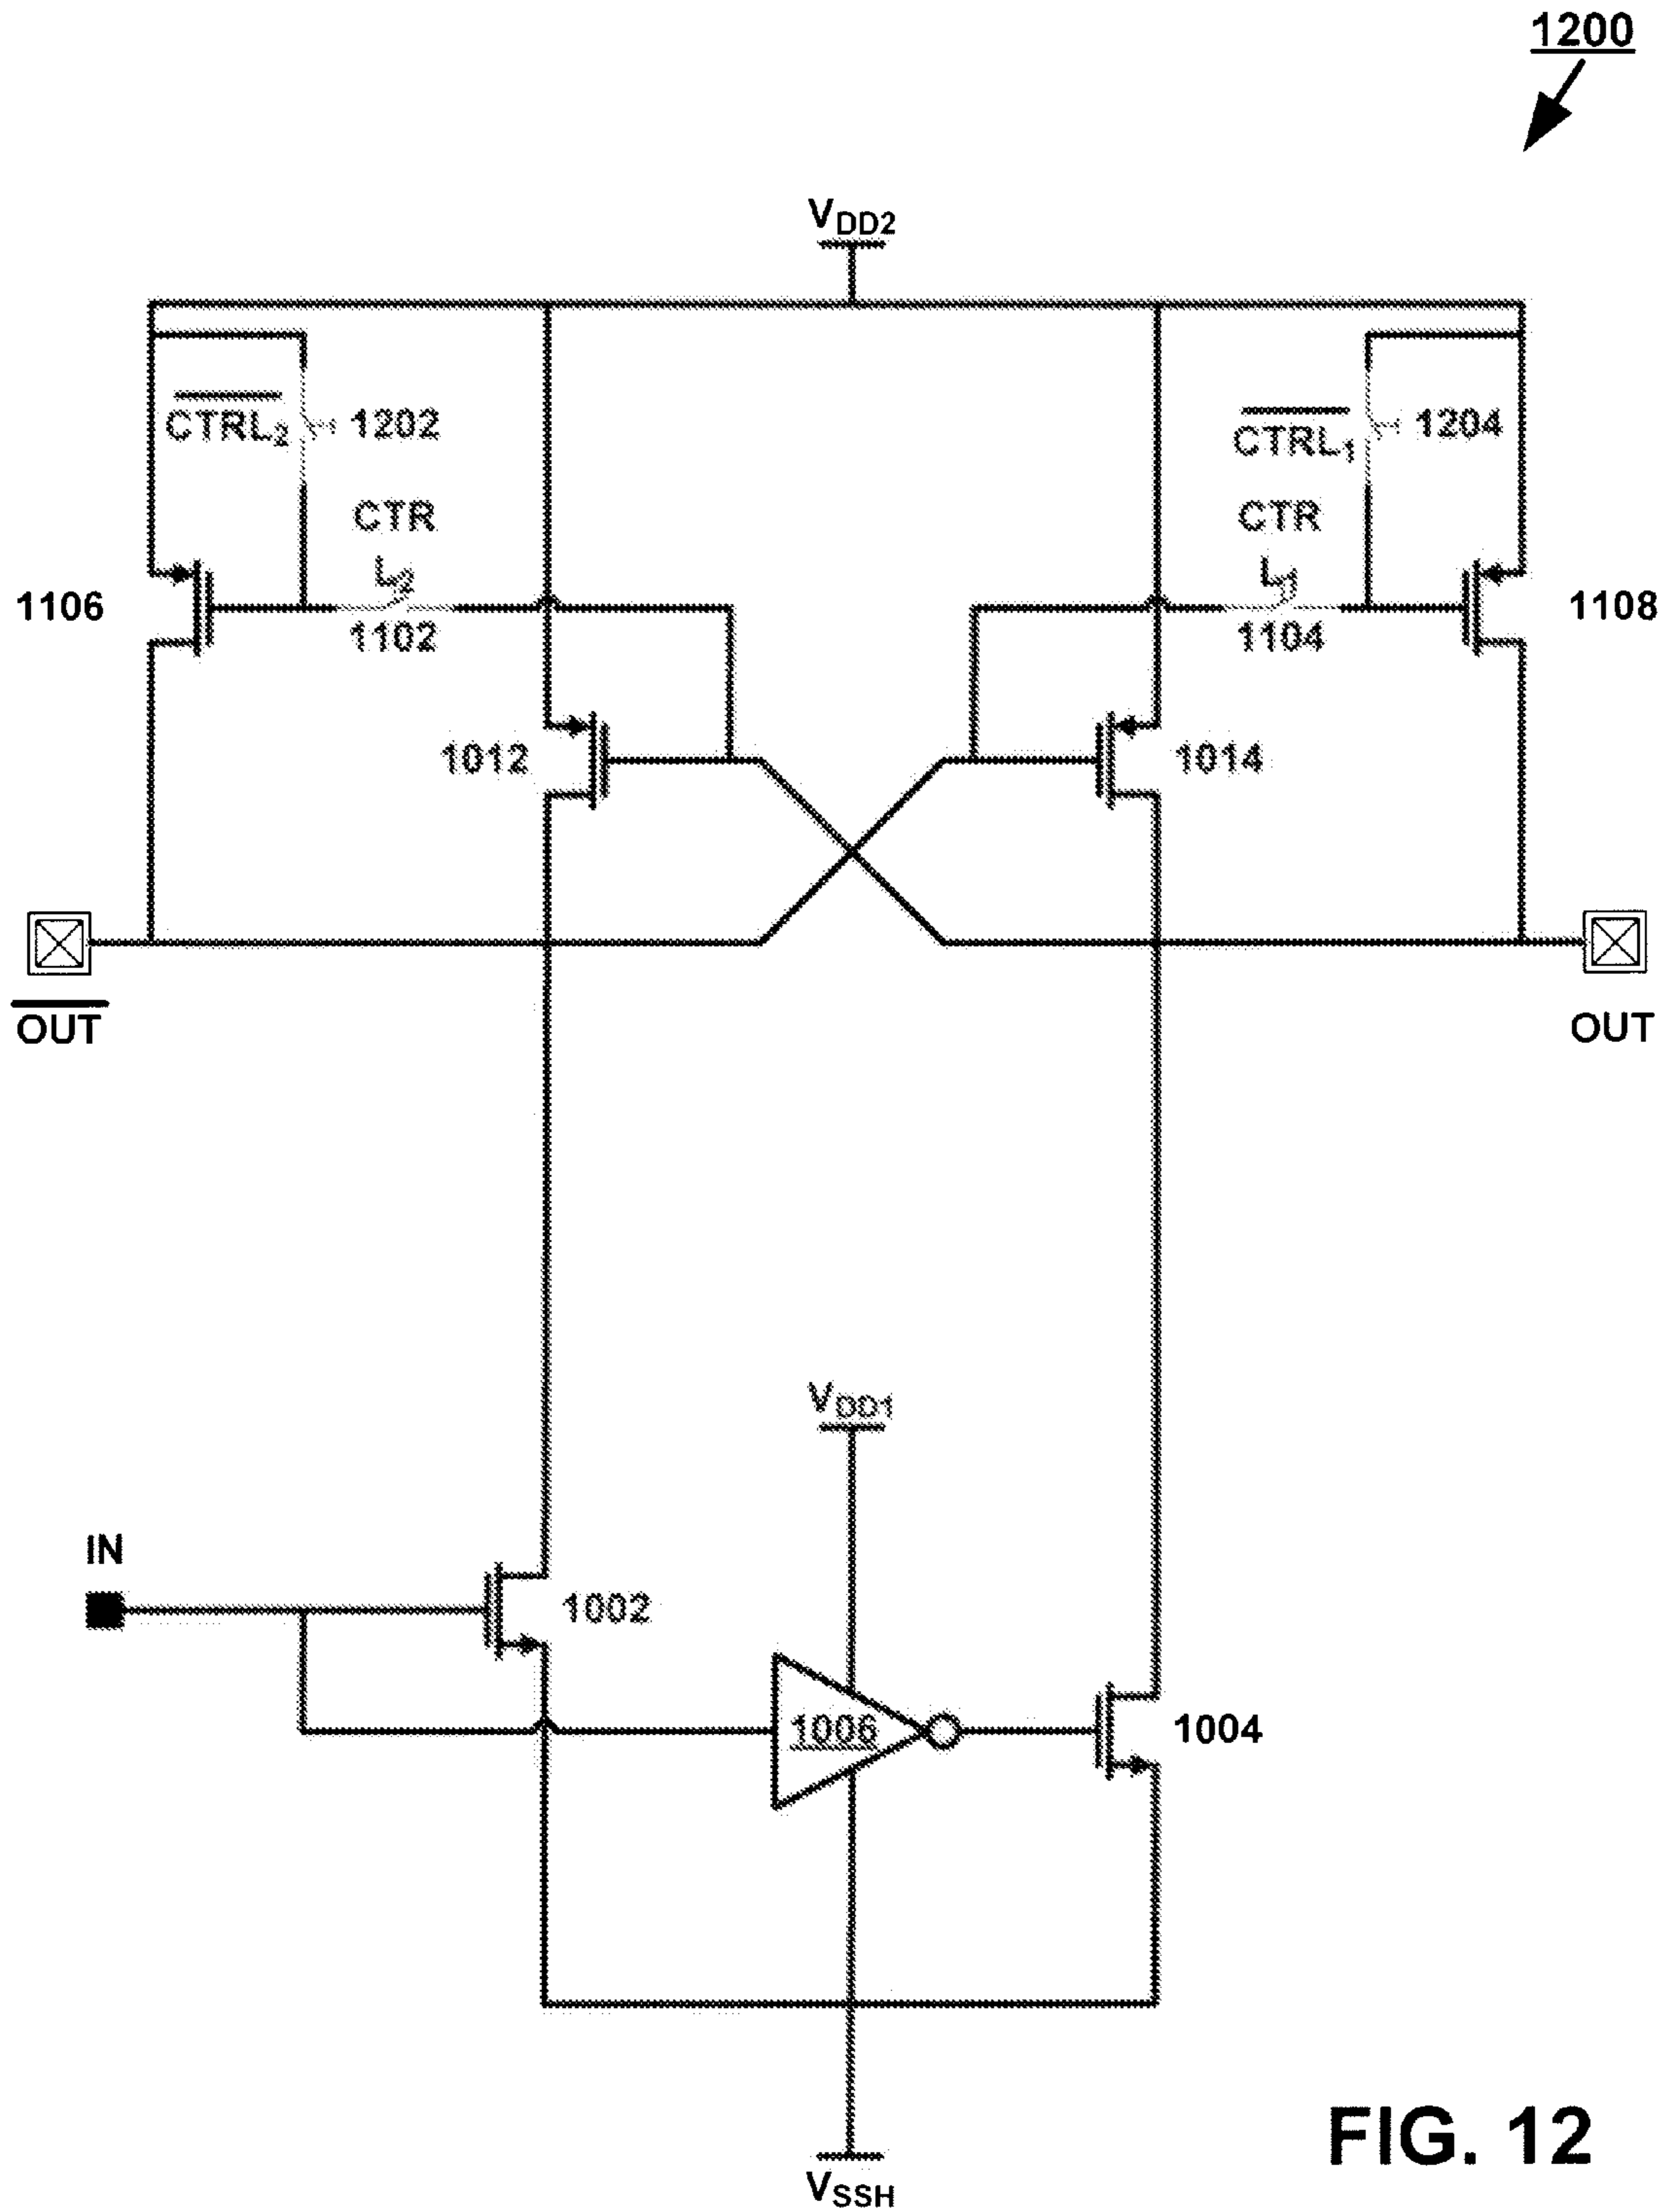 1200
VDD2
CTRL2 1202
CTRL1 1204
CTR
L2
1102
CTR
L1
1104
1106
1108
1012
1014
OUT
OUT
VDD1
IN
1002
1006
1004
VSSH
FIG. 12